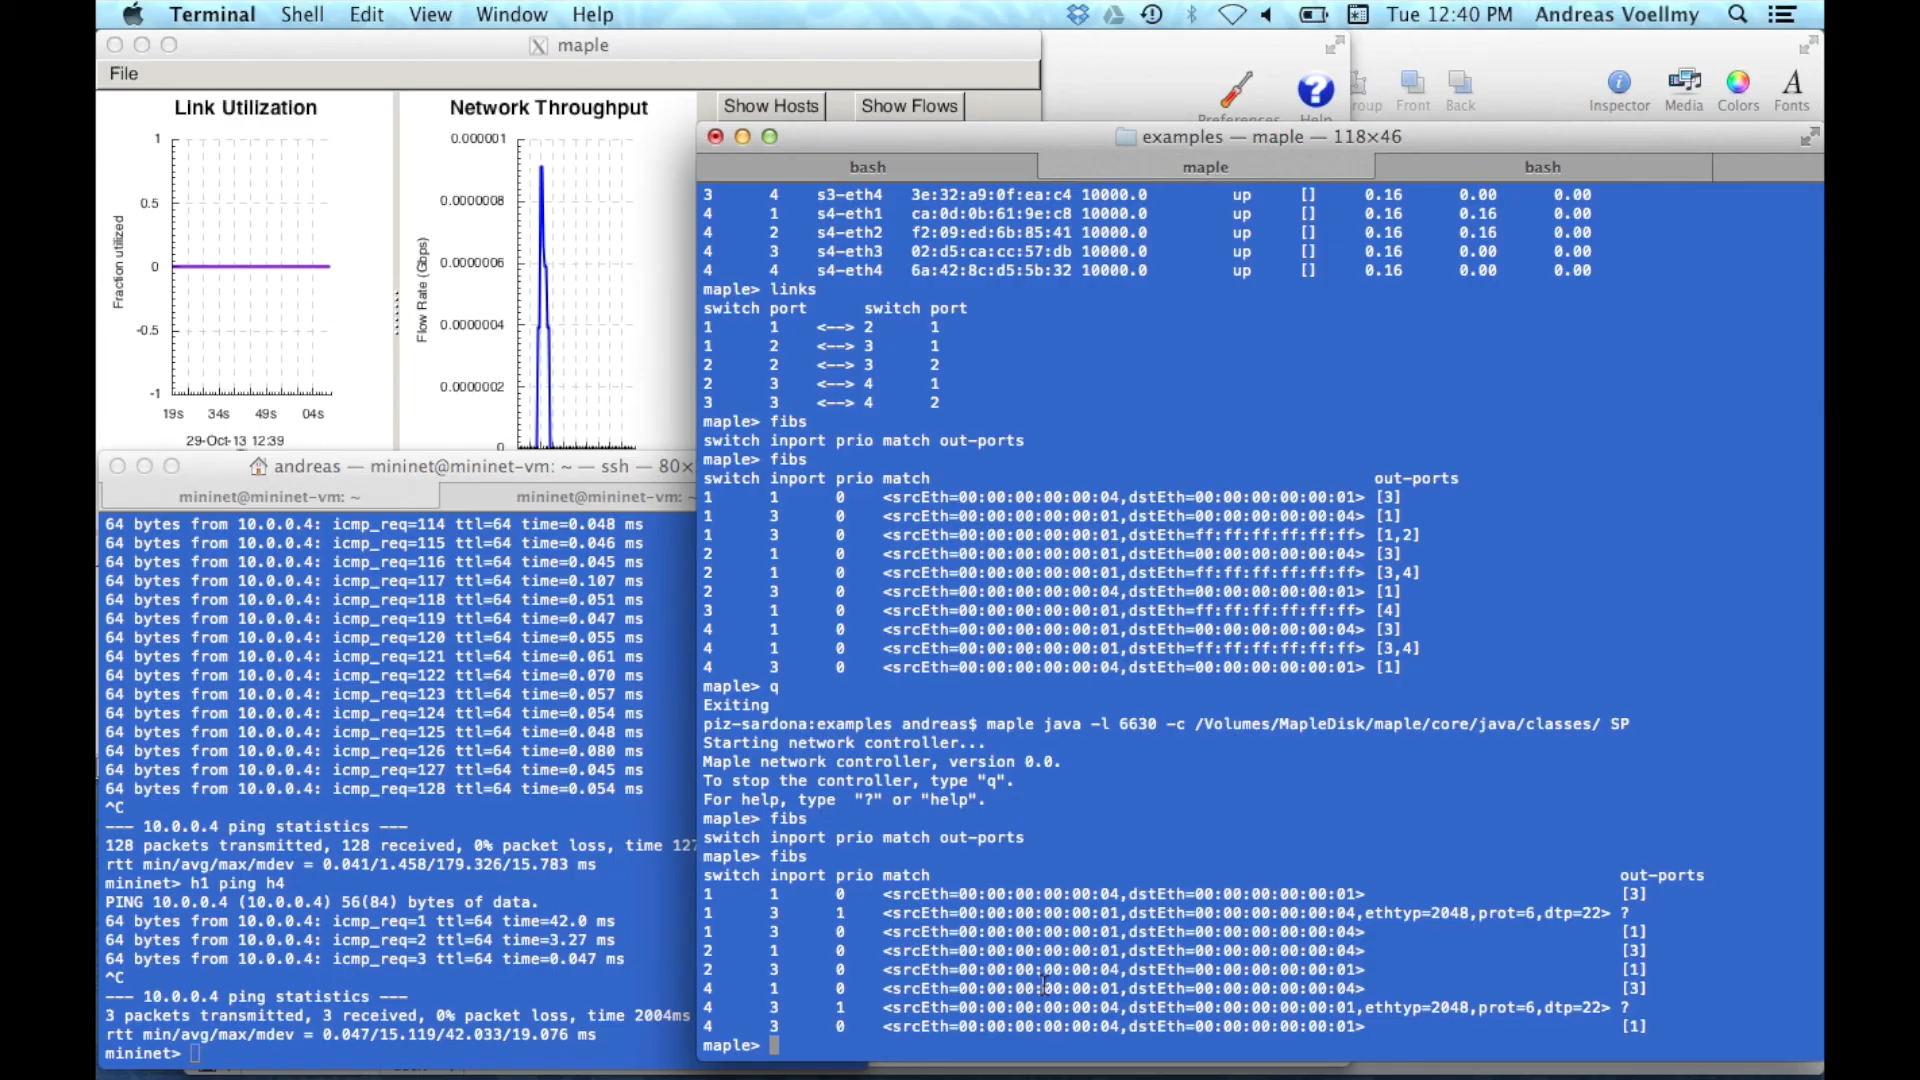 Terminal Shell Edit View Window Help Tue 12:40 PM Andreas Voellmy
maple
File
Link Utilization
1
0.5
0
-0.5
-1
Fraction utilized
19s 34s 49s 04s
29-Oct-13 12:39
Network Throughput
0.000001
0.0000008
0.0000006
0.0000004
0.0000002
0
Flow Rate (Gbps)
Show Hosts Show Flows
Preferences Help Front Back Inspector Media Colors Fonts
examples — maple — 118×46
bash maple bash
3 4 s3-eth4 3e:32:a9:0f:ea:c4 10000.0 up [] 0.16 0.00 0.00
4 1 s4-eth1 ca:0d:0b:61:9e:c8 10000.0 up [] 0.16 0.16 0.00
4 2 s4-eth2 f2:09:ed:6b:85:41 10000.0 up [] 0.16 0.16 0.00
4 3 s4-eth3 02:d5:ca:cc:57:db 10000.0 up [] 0.16 0.00 0.00
4 4 s4-eth4 6a:42:8c:d5:5b:32 10000.0 up [] 0.16 0.00 0.00
maple> links
switch port switch port
1 1 <--> 2 1
1 2 <--> 3 1
2 2 <--> 3 2
2 3 <--> 4 1
3 3 <--> 4 2
maple> fibs
switch inport prio match out-ports
maple> fibs
switch inport prio match out-ports
1 1 0 <srcEth=00:00:00:00:00:04,dstEth=00:00:00:00:00:01> [3]
1 3 0 <srcEth=00:00:00:00:00:01,dstEth=00:00:00:00:00:04> [1]
1 3 0 <srcEth=00:00:00:00:00:01,dstEth=ff:ff:ff:ff:ff:ff> [1,2]
2 1 0 <srcEth=00:00:00:00:00:01,dstEth=00:00:00:00:00:04> [3]
2 1 0 <srcEth=00:00:00:00:00:01,dstEth=ff:ff:ff:ff:ff:ff> [3,4]
2 3 0 <srcEth=00:00:00:00:00:04,dstEth=00:00:00:00:00:01> [1]
3 1 0 <srcEth=00:00:00:00:00:01,dstEth=ff:ff:ff:ff:ff:ff> [4]
4 1 0 <srcEth=00:00:00:00:00:01,dstEth=00:00:00:00:00:04> [3]
4 1 0 <srcEth=00:00:00:00:00:01,dstEth=ff:ff:ff:ff:ff:ff> [3,4]
4 3 0 <srcEth=00:00:00:00:00:04,dstEth=00:00:00:00:00:01> [1]
maple> q
Exiting
piz-sardona:examples andreas$ maple java -l 6630 -c /Volumes/MapleDisk/maple/core/java/classes/ SP
Starting network controller...
Maple network controller, version 0.0.
To stop the controller, type "q".
For help, type "?" or "help".
maple> fibs
switch inport prio match out-ports
maple> fibs
switch inport prio match out-ports
1 1 0 <srcEth=00:00:00:00:00:04,dstEth=00:00:00:00:00:01> [3]
1 3 1 <srcEth=00:00:00:00:00:01,dstEth=00:00:00:00:00:04,ethtyp=2048,prot=6,dtp=22> ?
1 3 0 <srcEth=00:00:00:00:00:01,dstEth=00:00:00:00:00:04> [1]
2 1 0 <srcEth=00:00:00:00:00:01,dstEth=00:00:00:00:00:04> [3]
2 3 0 <srcEth=00:00:00:00:00:04,dstEth=00:00:00:00:00:01> [1]
4 1 0 <srcEth=00:00:00:00:00:01,dstEth=00:00:00:00:00:04> [3]
4 3 1 <srcEth=00:00:00:00:00:04,dstEth=00:00:00:00:00:01,ethtyp=2048,prot=6,dtp=22> ?
4 3 0 <srcEth=00:00:00:00:00:04,dstEth=00:00:00:00:00:01> [1]
maple>
andreas — mininet@mininet-vm: ~ — ssh — 80×
mininet@mininet-vm: ~ mininet@mininet-vm: ~
64 bytes from 10.0.0.4: icmp_req=114 ttl=64 time=0.048 ms
64 bytes from 10.0.0.4: icmp_req=115 ttl=64 time=0.046 ms
64 bytes from 10.0.0.4: icmp_req=116 ttl=64 time=0.045 ms
64 bytes from 10.0.0.4: icmp_req=117 ttl=64 time=0.107 ms
64 bytes from 10.0.0.4: icmp_req=118 ttl=64 time=0.051 ms
64 bytes from 10.0.0.4: icmp_req=119 ttl=64 time=0.047 ms
64 bytes from 10.0.0.4: icmp_req=120 ttl=64 time=0.055 ms
64 bytes from 10.0.0.4: icmp_req=121 ttl=64 time=0.061 ms
64 bytes from 10.0.0.4: icmp_req=122 ttl=64 time=0.070 ms
64 bytes from 10.0.0.4: icmp_req=123 ttl=64 time=0.057 ms
64 bytes from 10.0.0.4: icmp_req=124 ttl=64 time=0.054 ms
64 bytes from 10.0.0.4: icmp_req=125 ttl=64 time=0.048 ms
64 bytes from 10.0.0.4: icmp_req=126 ttl=64 time=0.080 ms
64 bytes from 10.0.0.4: icmp_req=127 ttl=64 time=0.045 ms
64 bytes from 10.0.0.4: icmp_req=128 ttl=64 time=0.054 ms
^C
--- 10.0.0.4 ping statistics ---
128 packets transmitted, 128 received, 0% packet loss, time 127
rtt min/avg/max/mdev = 0.041/1.458/179.326/15.783 ms
mininet> h1 ping h4
PING 10.0.0.4 (10.0.0.4) 56(84) bytes of data.
64 bytes from 10.0.0.4: icmp_req=1 ttl=64 time=42.0 ms
64 bytes from 10.0.0.4: icmp_req=2 ttl=64 time=3.27 ms
64 bytes from 10.0.0.4: icmp_req=3 ttl=64 time=0.047 ms
^C
--- 10.0.0.4 ping statistics ---
3 packets transmitted, 3 received, 0% packet loss, time 2004ms
rtt min/avg/max/mdev = 0.047/15.119/42.033/19.076 ms
mininet>